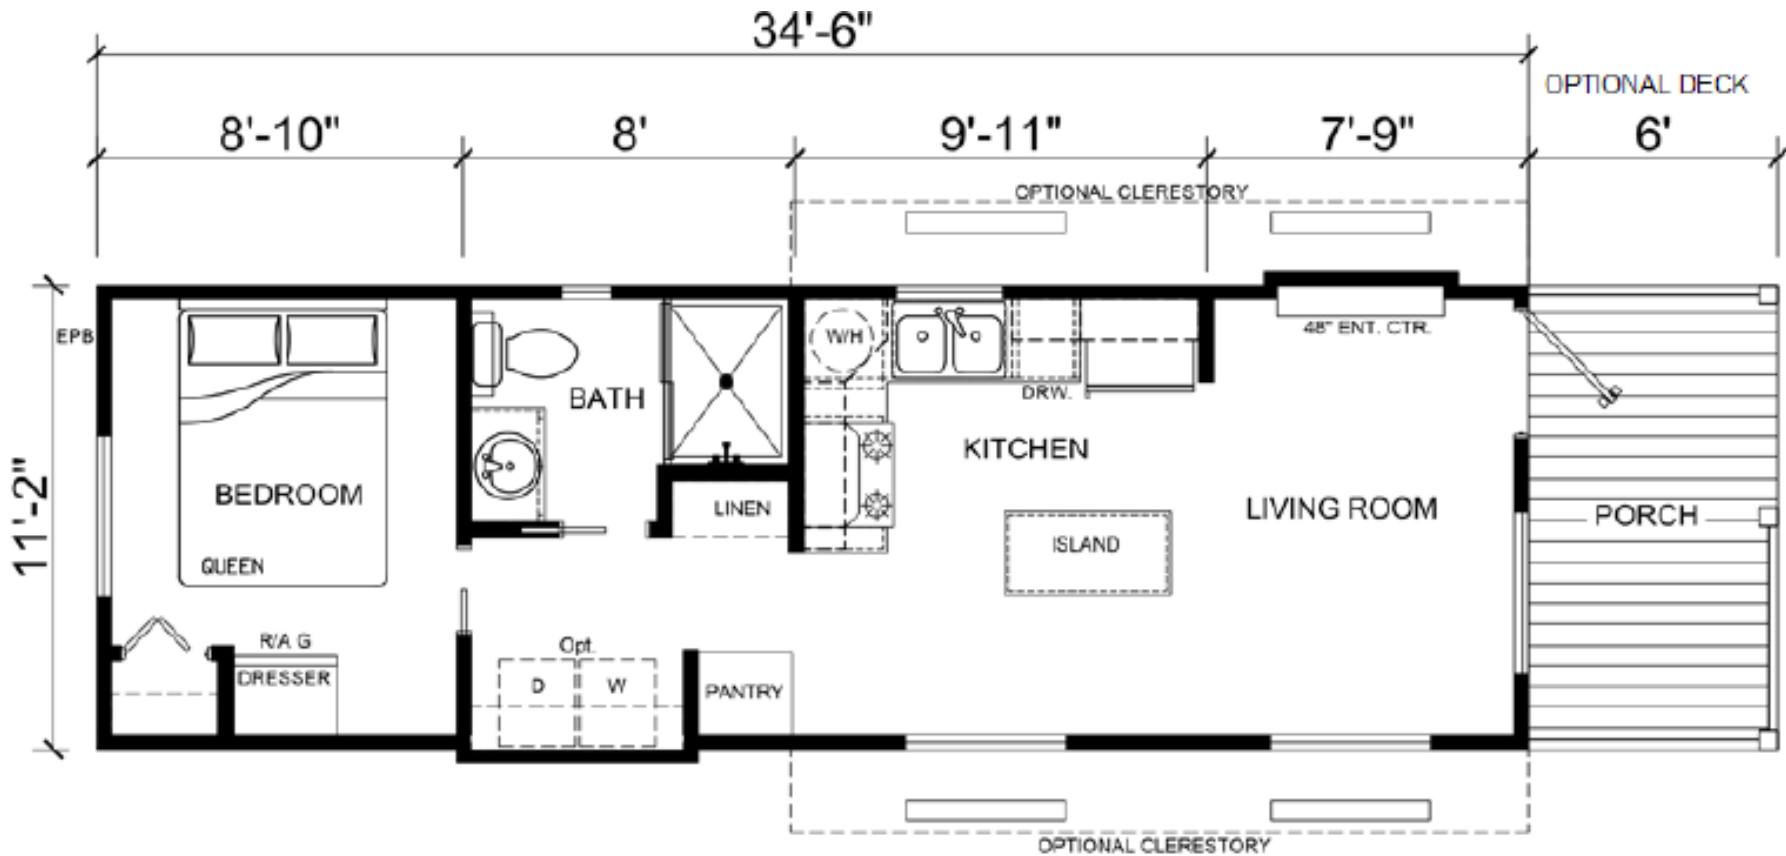 34'-6"
OPTIONAL DECK
8'-10"
8'
9'-11"
7'-9"
6'
OPTIONAL CLERESTORY
EPB
W/H
48" ENT. CTR.
DRW.
BATH
KITCHEN
BEDROOM
LINEN
LIVING ROOM
PORCH
11'-2"
ISLAND
QUEEN
R/A G
Opt.
DRESSER
D
W
PANTRY
OPTIONAL CLERESTORY